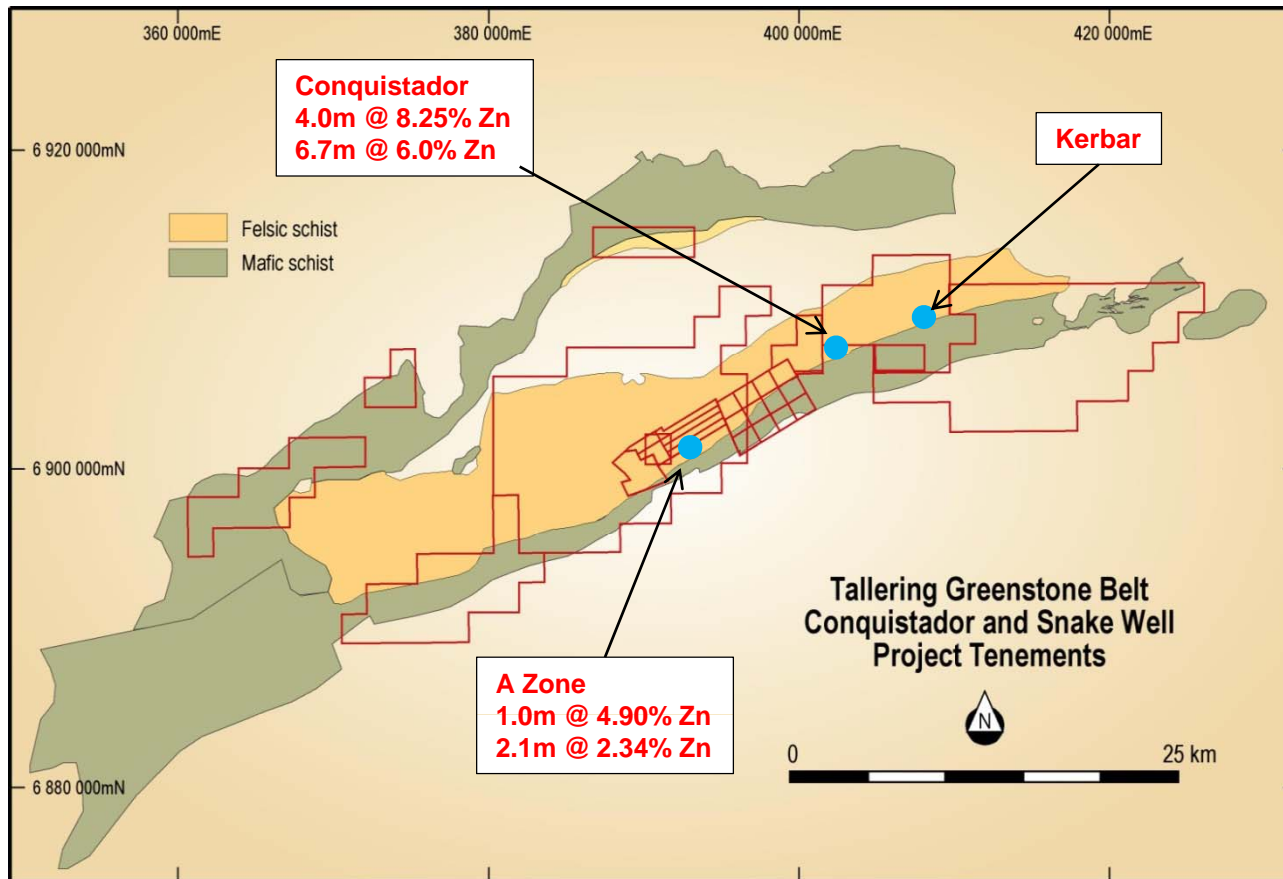 360 000mE
380 000mE
400 000mE
420 000mE
Conquistador
4.0m @ 8.25% Zn
6.7m @ 6.0% Zn
Kerbar
6 920 000mN
Felsic schist
Mafic schist
6 900 000mN
Tallering Greenstone Belt
Conquistador and Snake Well
Project Tenements
N
A Zone
1.0m @ 4.90% Zn
2.1m @ 2.34% Zn
0
25 km
6 880 000mN